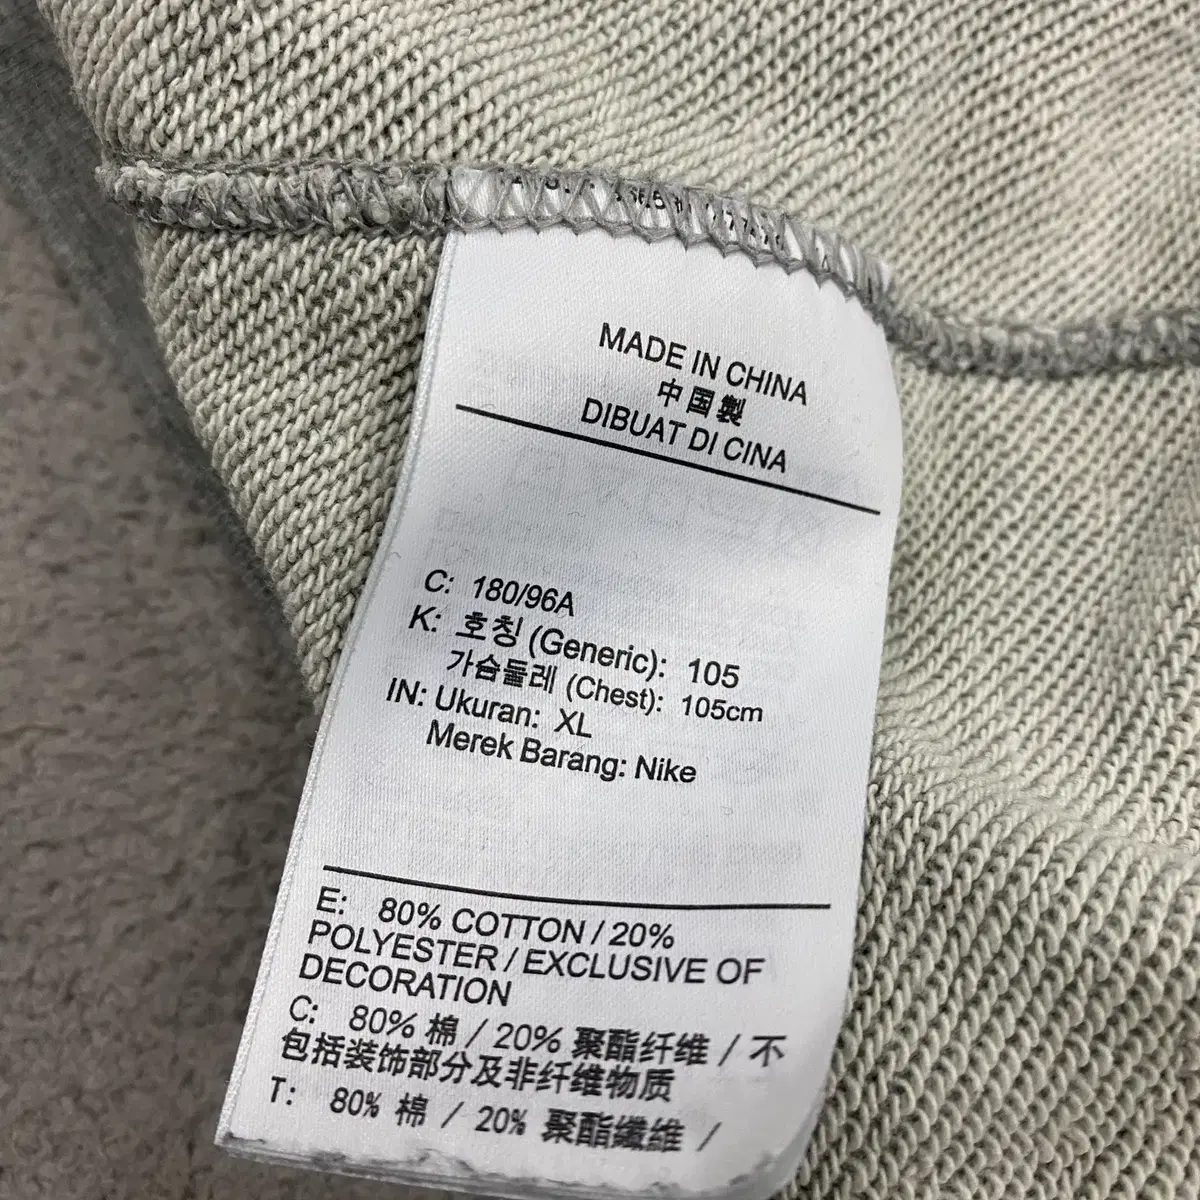 MADE IN CHINA
中国製
DIBUAT DI CINA
C: 180/96A
K: 호칭 (Generic): 105
가슴둘레 (Chest): 105cm
IN: Ukuran: XL
Merek Barang: Nike
E: 80% COTTON / 20%
POLYESTER / EXCLUSIVE OF
DECORATION
C: 80% 棉 / 20% 聚酯纤维 / 不
包括装饰部分及非纤维物质
T: 80% 棉 / 20% 聚酯纖維 /